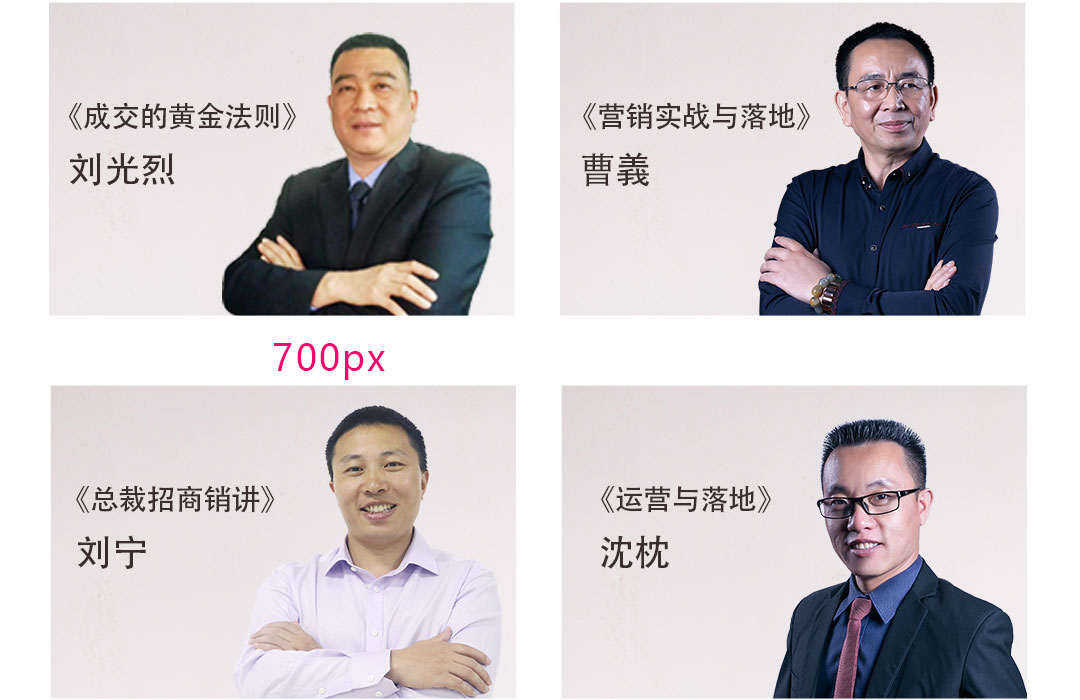 《成交的黄金法则》
刘光烈
《营销实战与落地》
曹義
700px
《总裁招商销讲》
刘宁
《运营与落地》
沈枕